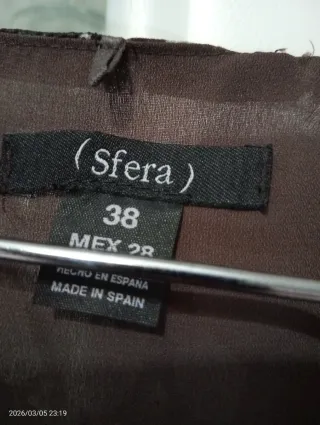 (Sfera)
38
MEX 28
HECHO EN ESPAÑA
MADE IN SPAIN
2026/03/05 23:19